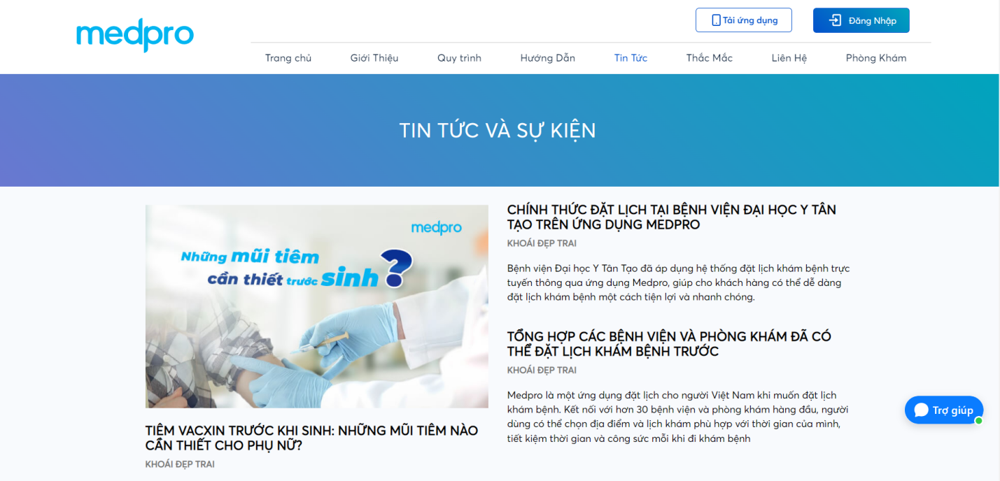 medpro
Tải ứng dụng
Đăng Nhập
Trang chủ
Giới Thiệu
Quy trình
Hướng Dẫn
Tin Tức
Thắc Mắc
Liên Hệ
Phòng Khám
TIN TỨC VÀ SỰ KIỆN
medpro
Những mũi tiêm
cần thiết trước sinh ?
TIÊM VACXIN TRƯỚC KHI SINH: NHỮNG MŨI TIÊM NÀO
CẦN THIẾT CHO PHỤ NỮ?
KHOÁI ĐẸP TRAI
CHÍNH THỨC ĐẶT LỊCH TẠI BỆNH VIỆN ĐẠI HỌC Y TÂN
TẠO TRÊN ỨNG DỤNG MEDPRO
KHOÁI ĐẸP TRAI
Bệnh viện Đại học Y Tân Tạo đã áp dụng hệ thống đặt lịch khám bệnh trực
tuyến thông qua ứng dụng Medpro, giúp cho khách hàng có thể dễ dàng
đặt lịch khám bệnh một cách tiện lợi và nhanh chóng.
TỔNG HỢP CÁC BỆNH VIỆN VÀ PHÒNG KHÁM ĐÃ CÓ
THỂ ĐẶT LỊCH KHÁM BỆNH TRƯỚC
KHOÁI ĐẸP TRAI
Medpro là một ứng dụng đặt lịch cho người Việt Nam khi muốn đặt lịch
khám bệnh. Kết nối với hơn 30 bệnh viện và phòng khám hàng đầu, người
dùng có thể chọn địa điểm và lịch khám phù hợp với thời gian của mình,
tiết kiệm thời gian và công sức mỗi khi đi khám bệnh
Trợ giúp